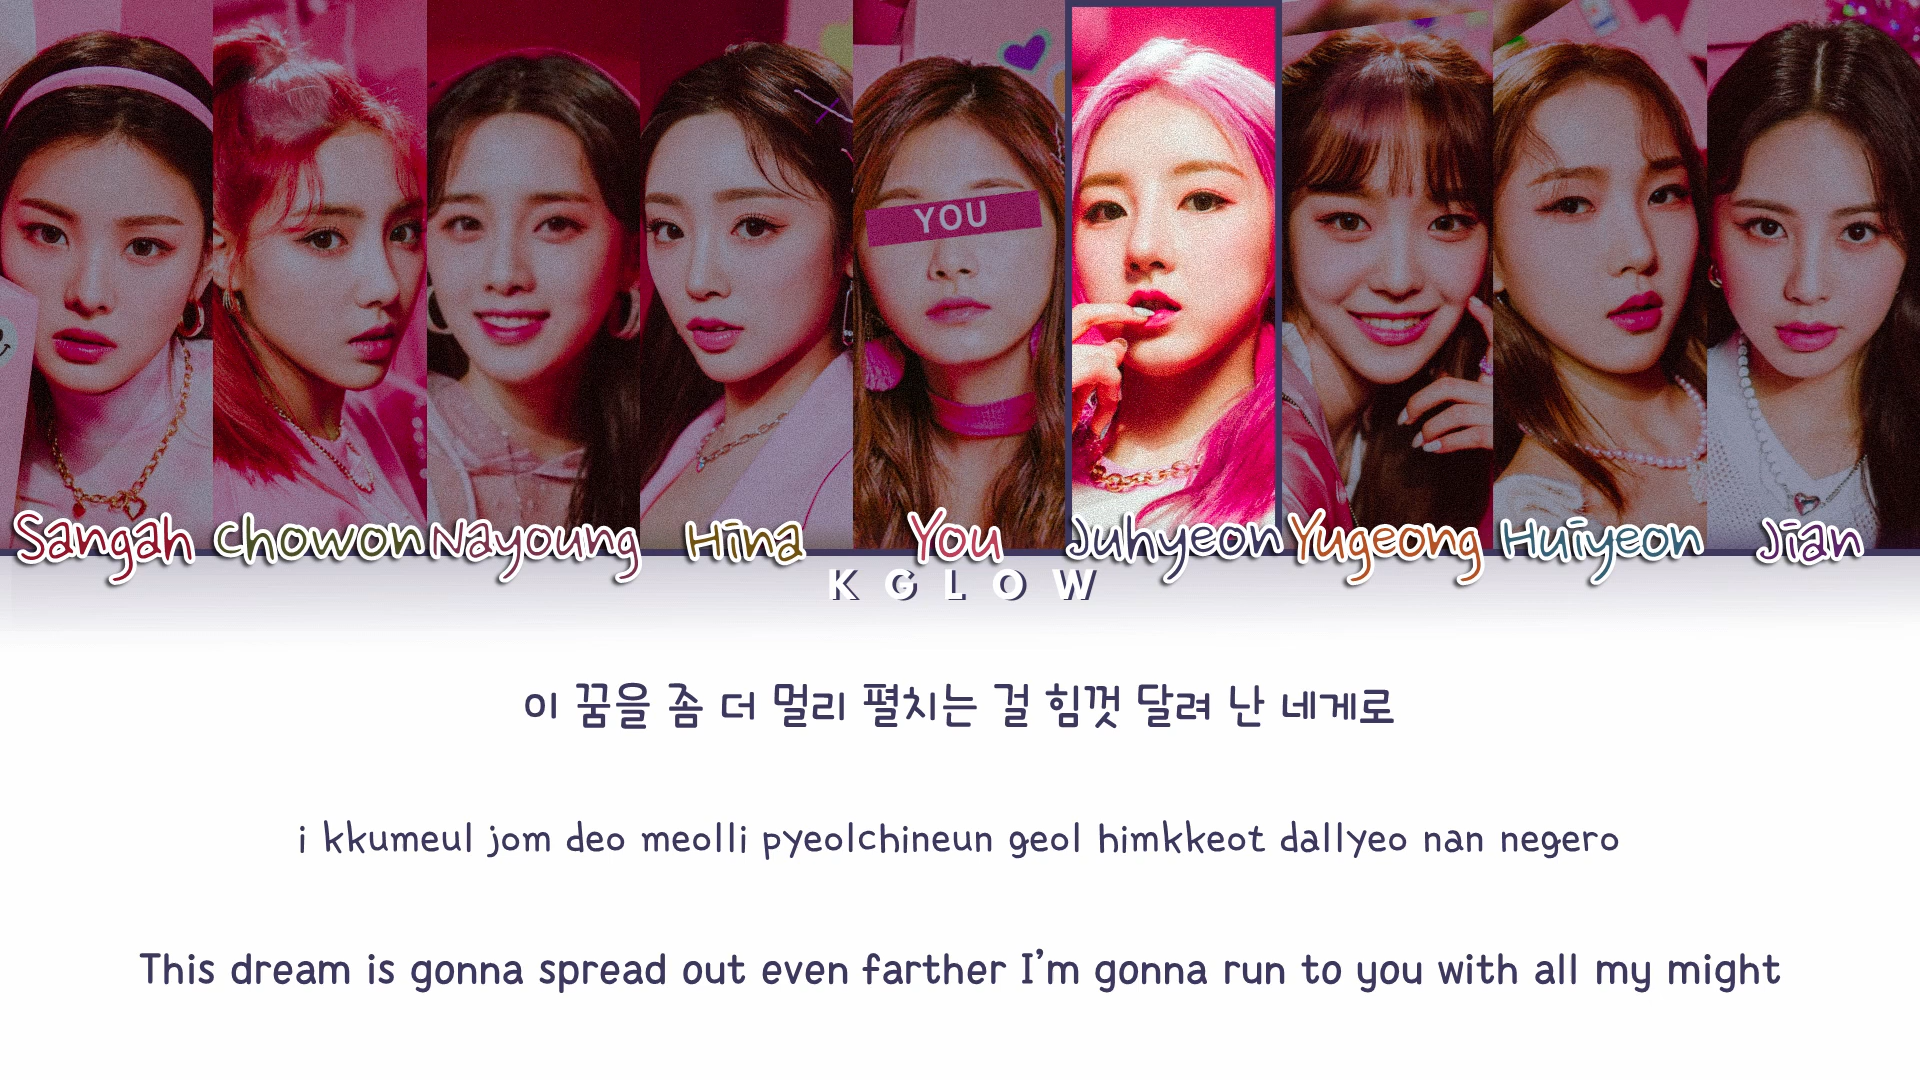 YOU
Sangah Chowon Nayoung Hina You Juhyeon Yugeong Huiyeon Jian
KGLOW
이 꿈을 좀 더 멀리 펼치는 걸 힘껏 달려 난 네게로
i kkumeul jom deo meolli pyeolchineun geol himkkeot dallyeo nan negero
This dream is gonna spread out even farther I'm gonna run to you with all my might